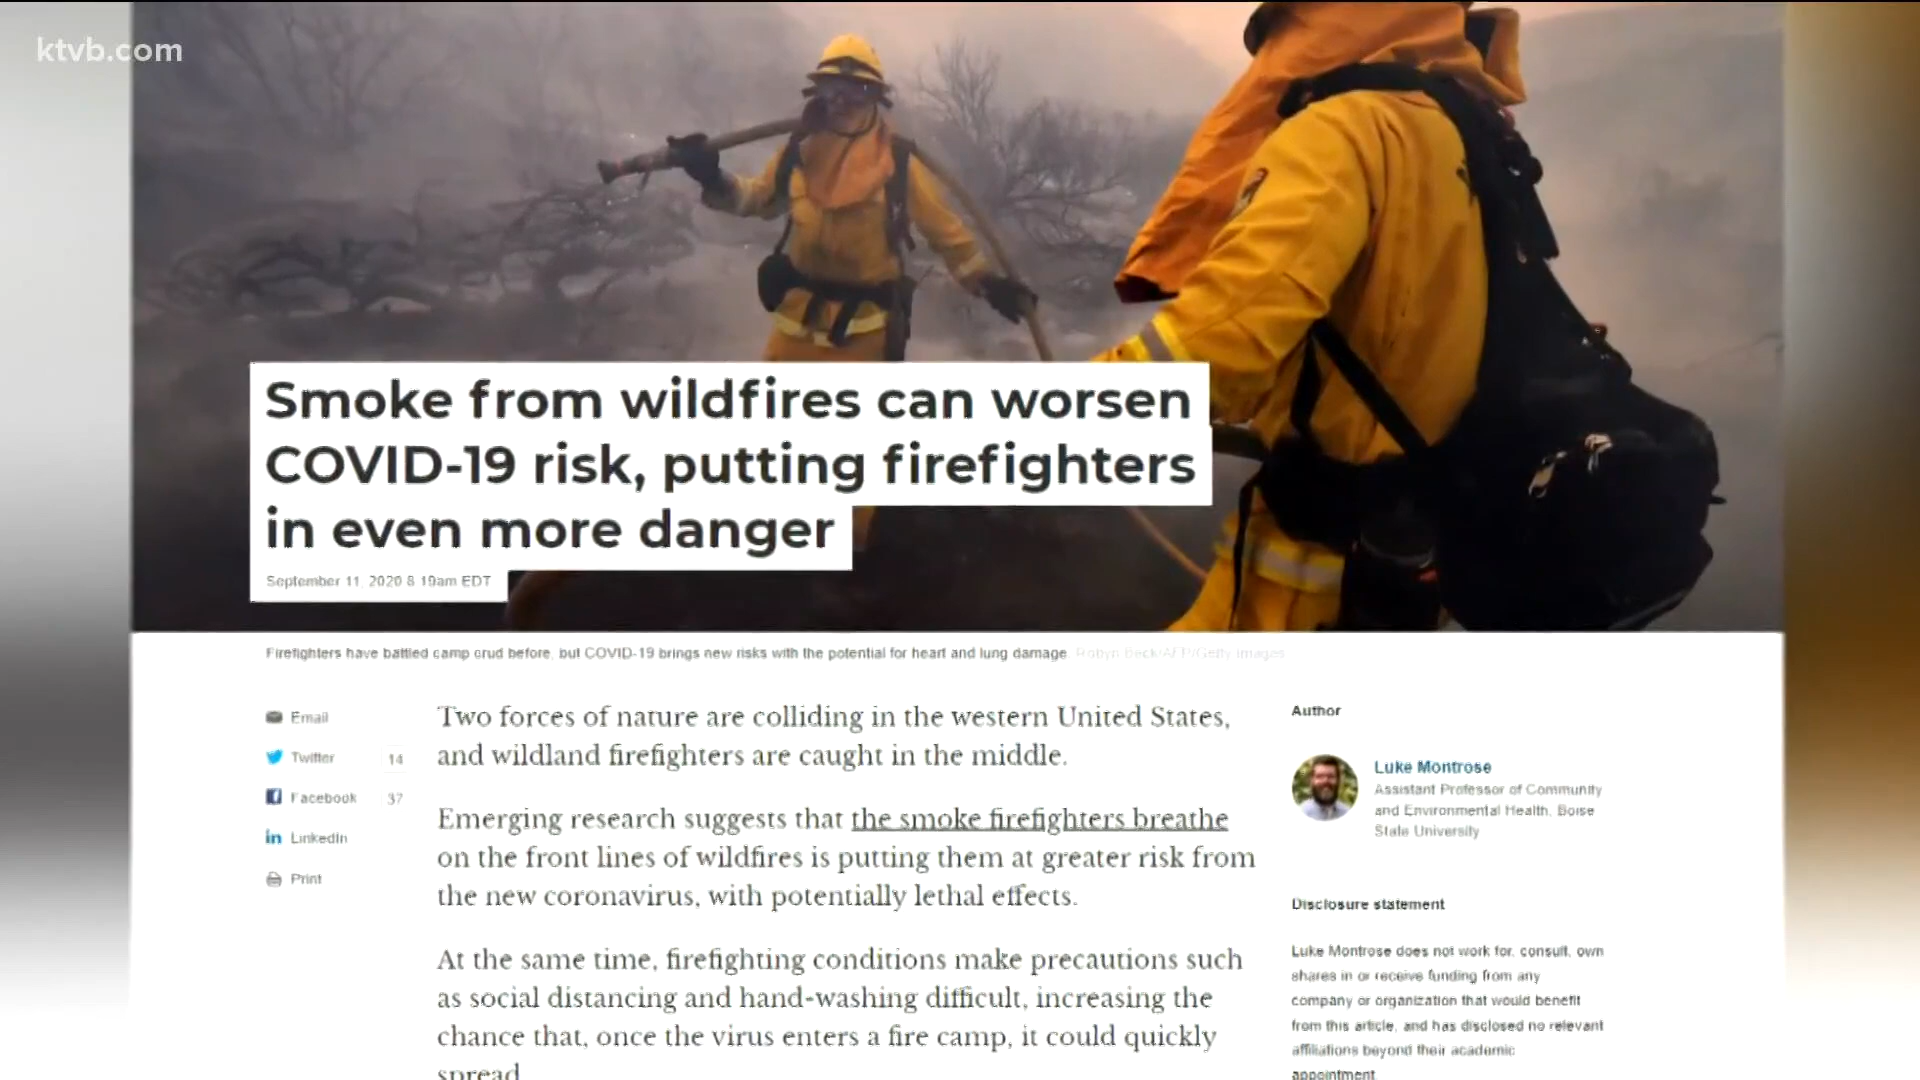 ktvb.com
Smoke from wildfires can worsen
COVID-19 risk, putting firefighters
in even more danger
September 11, 2020 8.19am EDT
Firefighters have battled camp crud before, but COVID-19 brings new risks with the potential for heart and lung damage. Robyn Beck/AFP/Getty Images
Email
Twitter 14
Facebook 37
LinkedIn
Print
Two forces of nature are colliding in the western United States,
and wildland firefighters are caught in the middle.
Emerging research suggests that the smoke firefighters breathe
on the front lines of wildfires is putting them at greater risk from
the new coronavirus, with potentially lethal effects.
At the same time, firefighting conditions make precautions such
as social distancing and hand-washing difficult, increasing the
chance that, once the virus enters a fire camp, it could quickly
spread.
Author
Luke Montrose
Assistant Professor of Community
and Environmental Health, Boise
State University
Disclosure statement
Luke Montrose does not work for, consult, own
shares in or receive funding from any
company or organization that would benefit
from this article, and has disclosed no relevant
affiliations beyond their academic
appointment.